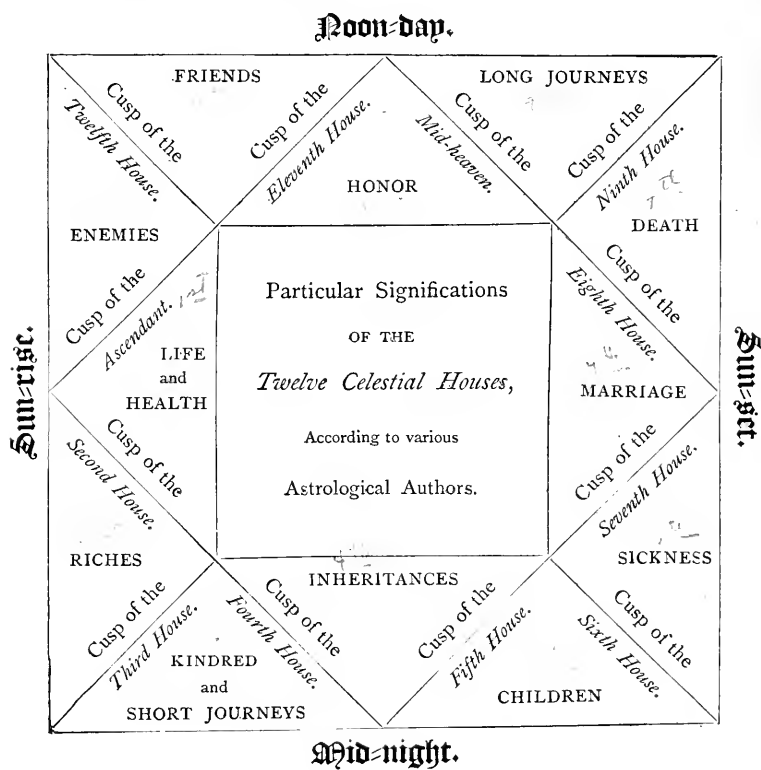 Noon=day.
FRIENDS
LONG JOURNEYS
Cusp of the
Twelfth House.
Cusp of the
Eleventh House.
Cusp of the
Mid-heaven.
Cusp of the
Ninth House.
HONOR
DEATH
ENEMIES
Cusp of the
Ascendant. 1st
Cusp of the
Eighth House.
Particular Significations
OF THE
Twelve Celestial Houses,
According to various
Astrological Authors.
Sun=rise.
LIFE
and
HEALTH
MARRIAGE
Sun=set.
Cusp of the
Second House.
Cusp of the
Seventh House.
RICHES
INHERITANCES
SICKNESS
Cusp of the
Third House.
Cusp of the
Fourth House.
Cusp of the
Fifth House.
Cusp of the
Sixth House.
KINDRED
and
SHORT JOURNEYS
CHILDREN
Mid=night.